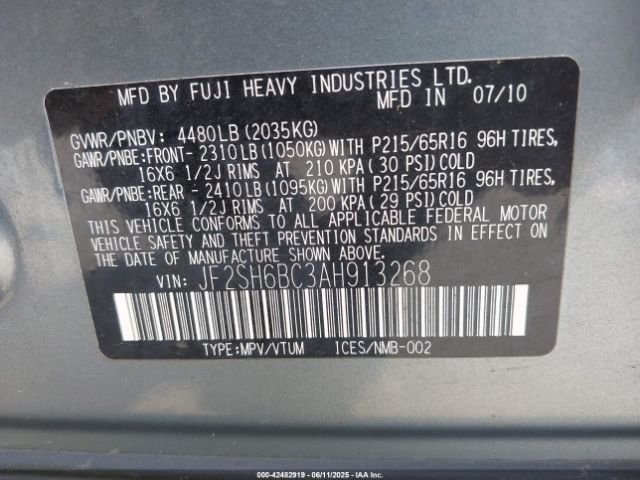 MFD BY FUJI HEAVY INDUSTRIES LTD.
MFD IN 07/10
GVWR/PNBV: 4480LB(2035KG)
GAWR/PNBE:FRONT- 2310LB(1050KG)WITH P215/65R16 96H TIRES,
16X6 1/2J RIMS AT 210 KPA( 30 PSI)COLD
GAWR/PNBE:REAR - 2410LB(1095KG)WITH P215/65R16 96H TIRES,
16X6 1/2J RIMS AT 200 KPA( 29 PSI)COLD
THIS VEHICLE CONFORMS TO ALL APPLICABLE FEDERAL MOTOR
VEHICLE SAFETY AND THEFT PREVENTION STANDARDS IN EFFECT ON
THE DATE OF MANUFACTURE SHOWN ABOVE.
VIN: JF2SH6BC3AH913268
TYPE:MPV/VTUM ICES/NMB-002
000-42482919 - 06/11/2025 - IAA Inc.